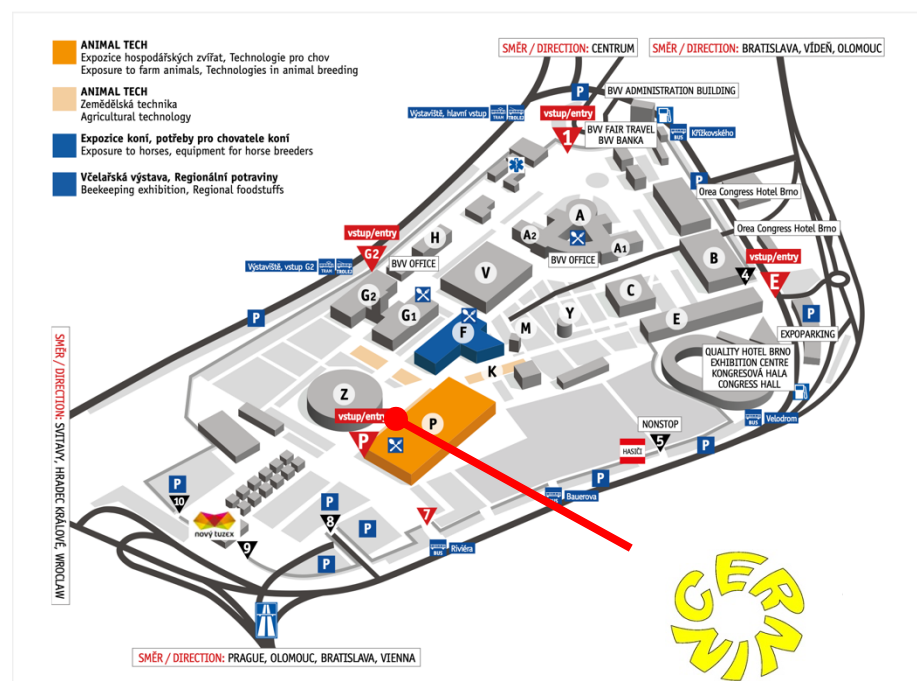 ANIMAL TECH
Expozice hospodářských zvířat, Technologie pro chov
Exposure to farm animals, Technologies in animal breeding
ANIMAL TECH
Zemědělská technika
Agricultural technology
Expozice koní, potřeby pro chovatele koní
Exposure to horses, equipment for horse breeders
Včelařská výstava, Regionální potraviny
Beekeeping exhibition, Regional foodstuffs
SMĚR / DIRECTION: CENTRUM
SMĚR / DIRECTION: BRATISLAVA, VÍDEŇ, OLOMOUC
P
BVV ADMINISTRATION BUILDING
Výstaviště, hlavní vstup
TRAM
TROLEJ
vstup/entry
1
BVV FAIR TRAVEL
BVV BANKA
BUS
Křížkovského
P
Orea Congress Hotel Brno
Orea Congress Hotel Brno
A
A2
A1
BVV OFFICE
B
4
vstup/entry
E
vstup/entry
G2
H
BVV OFFICE
Výstaviště, vstup G2
TRAM
TROLEJ
V
G2
G1
P
F
M
Y
C
E
P
EXPOPARKING
QUALITY HOTEL BRNO
EXHIBITION CENTRE
KONGRESOVÁ HALA
CONGRESS HALL
K
Z
vstup/entry
P
P
NONSTOP
5
HASIČI
P
BUS
Velodrom
P
P
BUS
Bauerova
P
10
nový tuzex
9
P
8
P
P
7
BUS
Riviéra
SMĚR / DIRECTION: SVITAVY, HRADEC KRÁLOVÉ, WROCLAW
SMĚR / DIRECTION: PRAGUE, OLOMOUC, BRATISLAVA, VIENNA
CERNIN